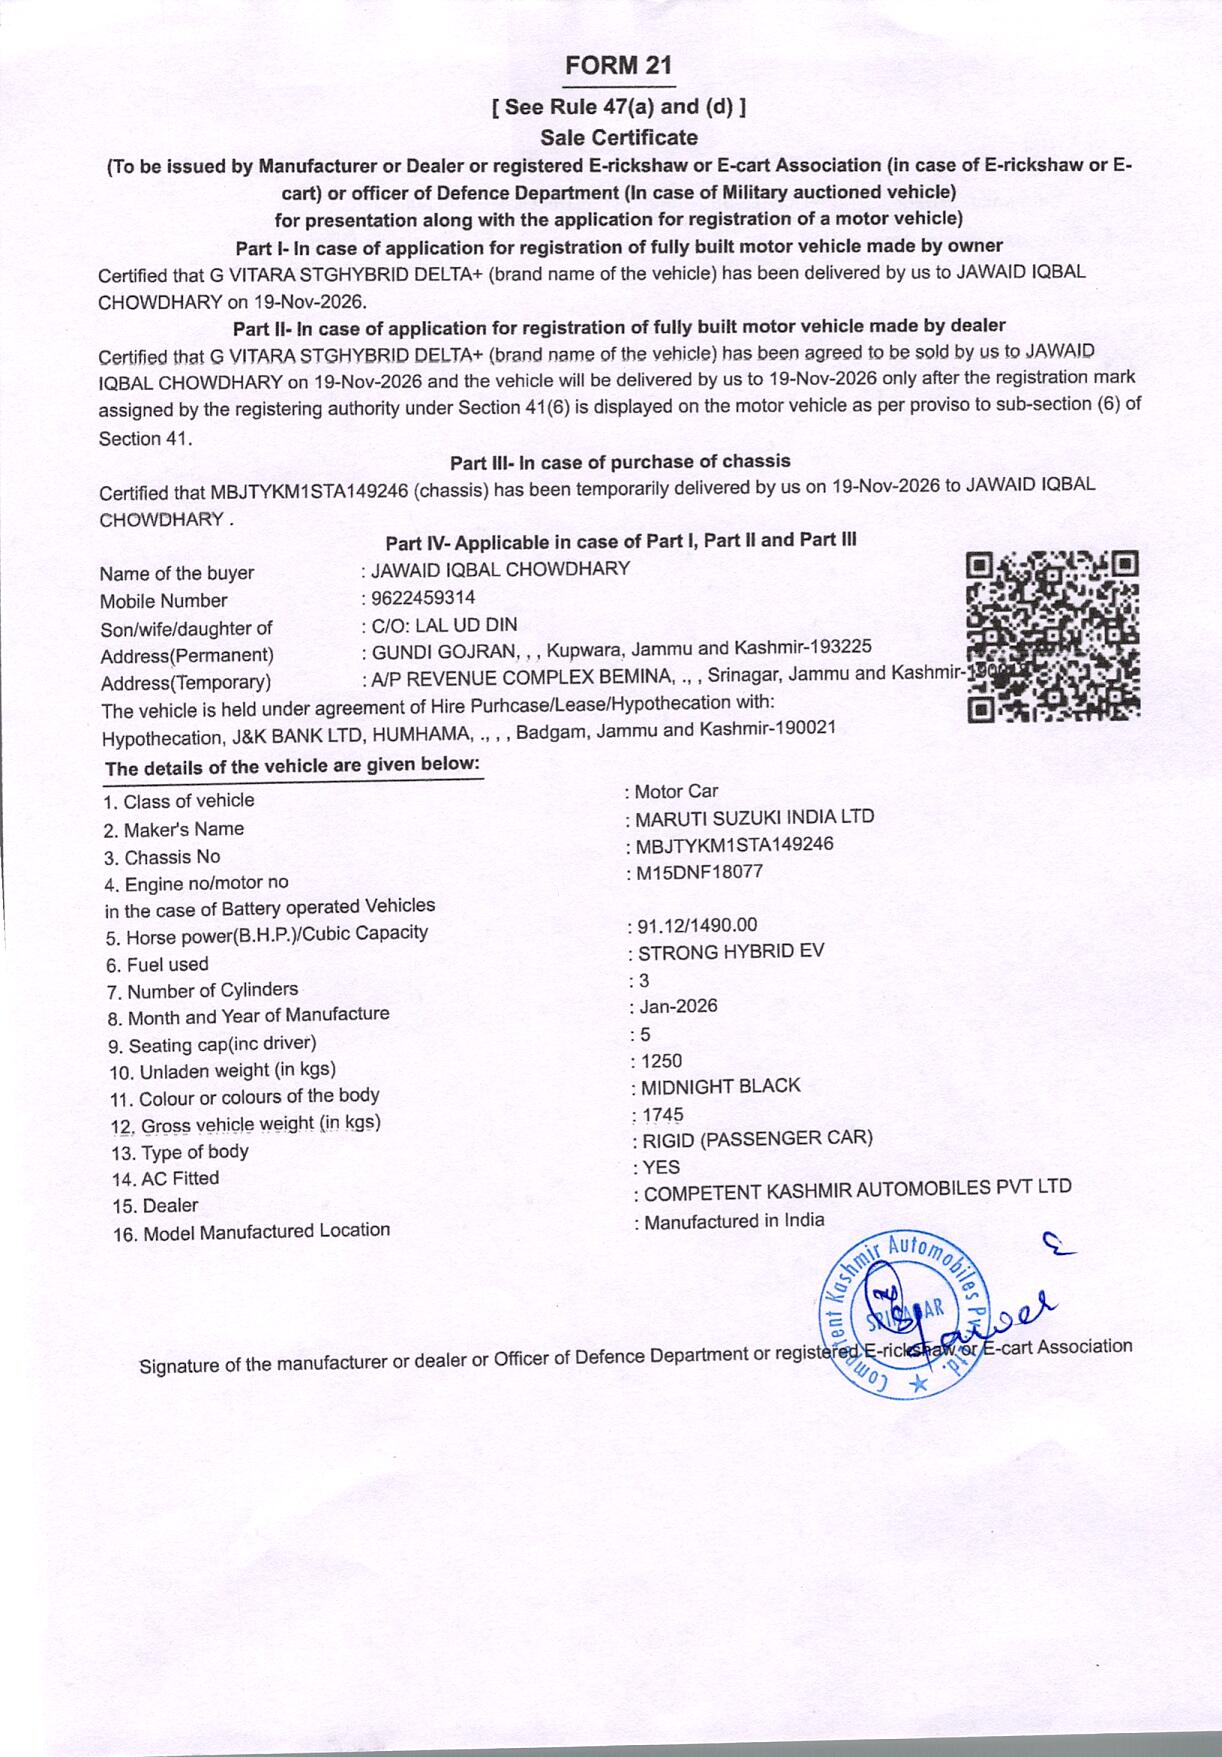 FORM 21
[ See Rule 47(a) and (d) ]
Sale Certificate
(To be issued by Manufacturer or Dealer or registered E-rickshaw or E-cart Association (in case of E-rickshaw or E-
cart) or officer of Defence Department (In case of Military auctioned vehicle)
for presentation along with the application for registration of a motor vehicle)
Part I- In case of application for registration of fully built motor vehicle made by owner
Certified that G VITARA STGHYBRID DELTA+ (brand name of the vehicle) has been delivered by us to JAWAID IQBAL
CHOWDHARY on 19-Nov-2026.
Part II- In case of application for registration of fully built motor vehicle made by dealer
Certified that G VITARA STGHYBRID DELTA+ (brand name of the vehicle) has been agreed to be sold by us to JAWAID
IQBAL CHOWDHARY on 19-Nov-2026 and the vehicle will be delivered by us to 19-Nov-2026 only after the registration mark
assigned by the registering authority under Section 41(6) is displayed on the motor vehicle as per proviso to sub-section (6) of
Section 41.
Part III- In case of purchase of chassis
Certified that MBJTYKM1STA149246 (chassis) has been temporarily delivered by us on 19-Nov-2026 to JAWAID IQBAL
CHOWDHARY .
Part IV- Applicable in case of Part I, Part II and Part III
Name of the buyer : JAWAID IQBAL CHOWDHARY
Mobile Number : 9622459314
Son/wife/daughter of : C/O: LAL UD DIN
Address(Permanent) : GUNDI GOJRAN, , , Kupwara, Jammu and Kashmir-193225
Address(Temporary) : A/P REVENUE COMPLEX BEMINA, ., , Srinagar, Jammu and Kashmir-
The vehicle is held under agreement of Hire Purhcase/Lease/Hypothecation with:
Hypothecation, J&K BANK LTD, HUMHAMA, ., , , Badgam, Jammu and Kashmir-190021
The details of the vehicle are given below:
1. Class of vehicle : Motor Car
2. Maker's Name : MARUTI SUZUKI INDIA LTD
3. Chassis No : MBJTYKM1STA149246
4. Engine no/motor no : M15DNF18077
in the case of Battery operated Vehicles
5. Horse power(B.H.P.)/Cubic Capacity : 91.12/1490.00
6. Fuel used : STRONG HYBRID EV
7. Number of Cylinders : 3
8. Month and Year of Manufacture : Jan-2026
9. Seating cap(inc driver) : 5
10. Unladen weight (in kgs) : 1250
11. Colour or colours of the body : MIDNIGHT BLACK
12. Gross vehicle weight (in kgs) : 1745
13. Type of body : RIGID (PASSENGER CAR)
14. AC Fitted : YES
15. Dealer : COMPETENT KASHMIR AUTOMOBILES PVT LTD
16. Model Manufactured Location : Manufactured in India
Competent Kashmir Automobiles Pvt. Ltd.
SRINAGAR
Signature of the manufacturer or dealer or Officer of Defence Department or registered E-rickshaw or E-cart Association